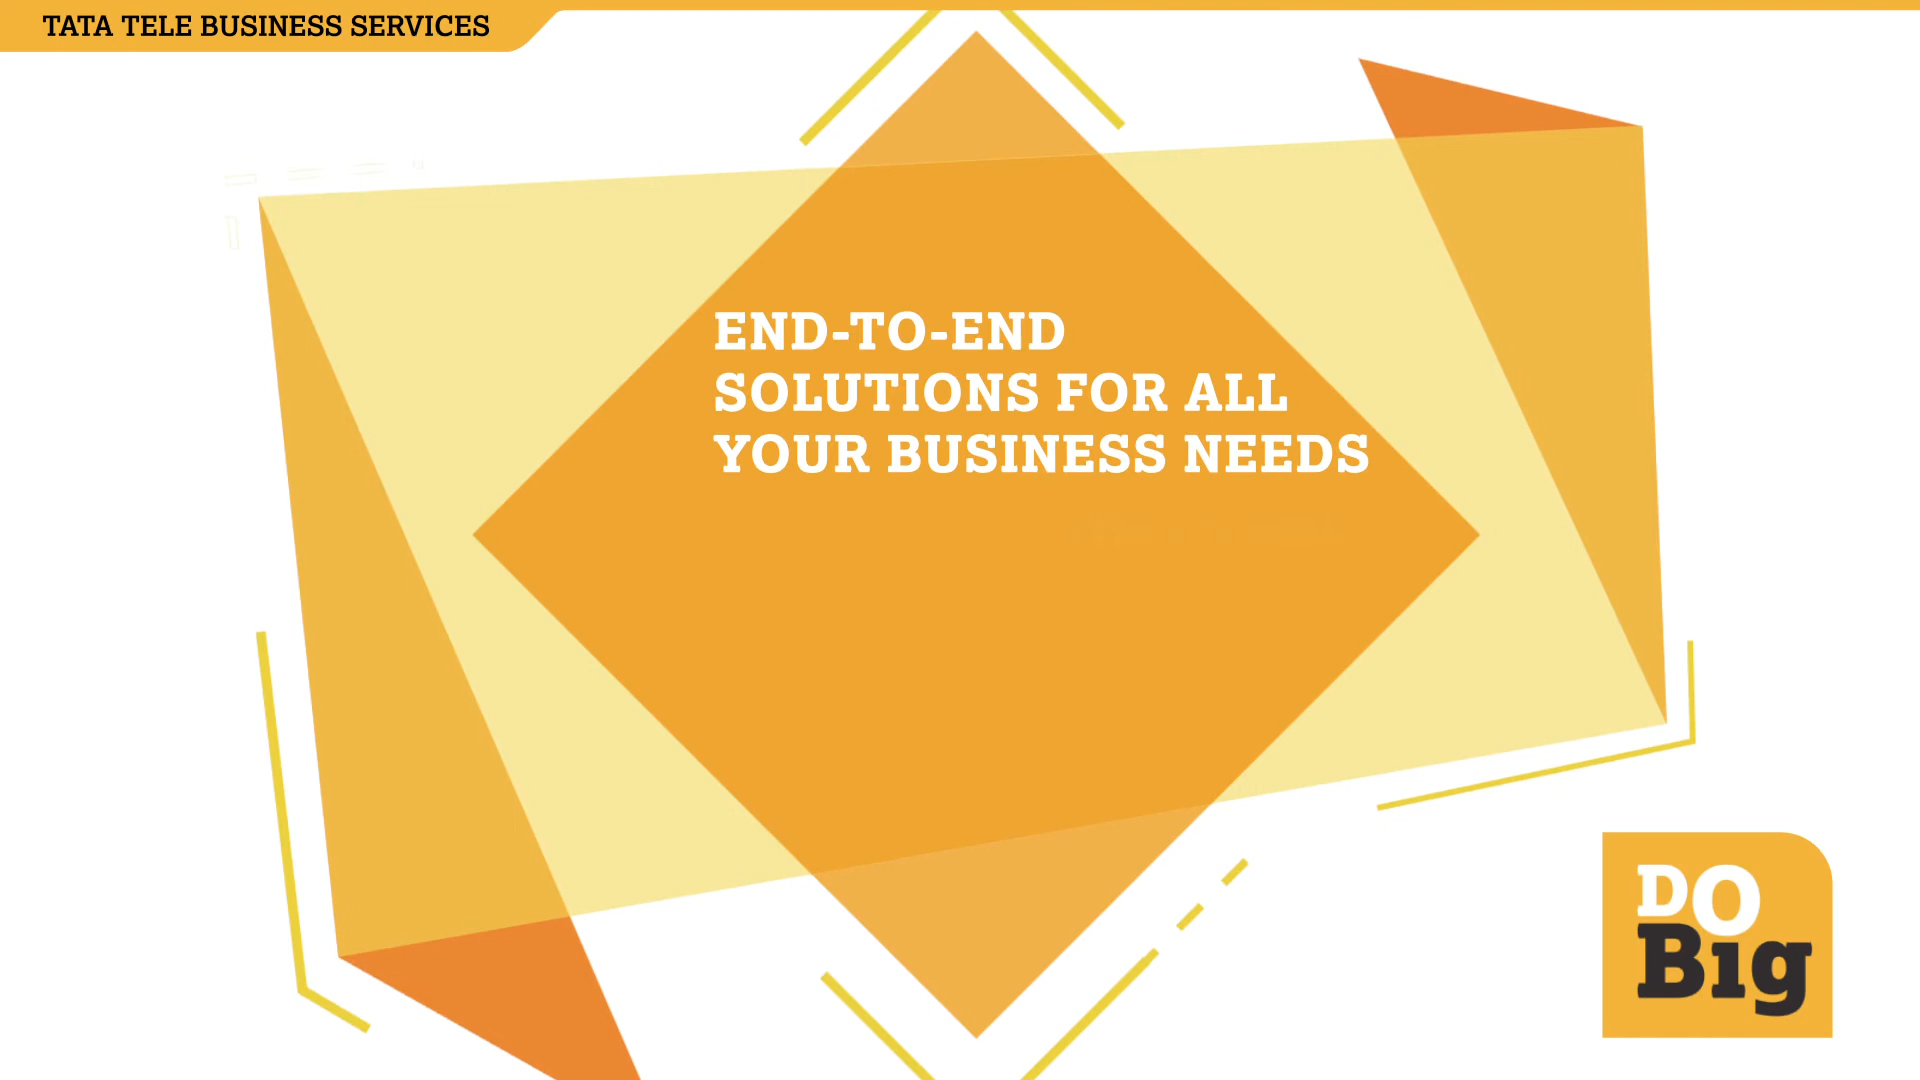 TATA TELE BUSINESS SERVICES
END-TO-END
SOLUTIONS FOR ALL
YOUR BUSINESS NEEDS
DO
Big